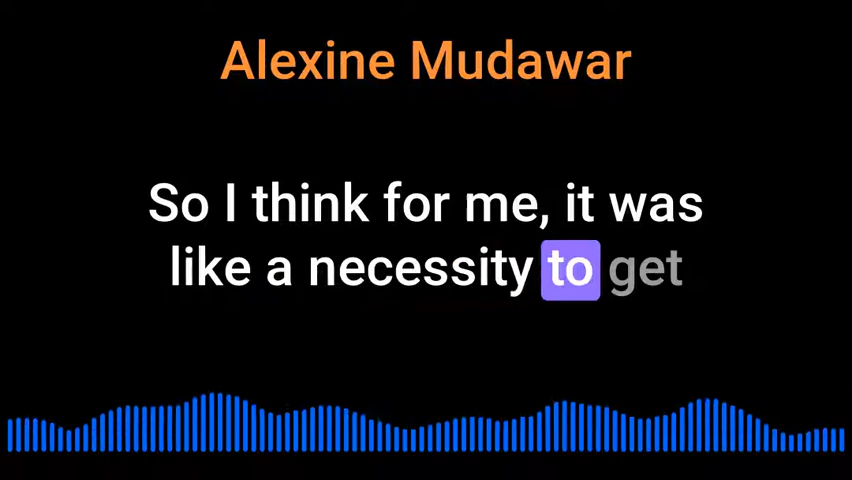 Alexine Mudawar
So I think for me, it was
like a necessity to get